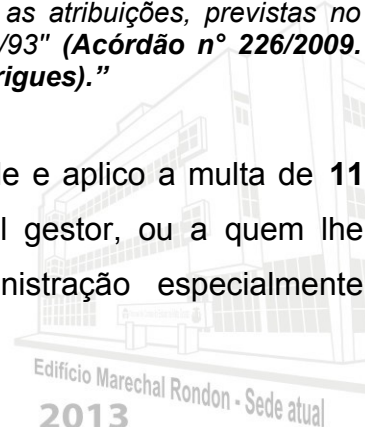 as atribuições, previstas no
/93" (Acórdão n° 226/2009.
rigues)."
le e aplico a multa de 11
l gestor, ou a quem lhe
nistração especialmente
Edifício Marechal Rondon - Sede atual
2013